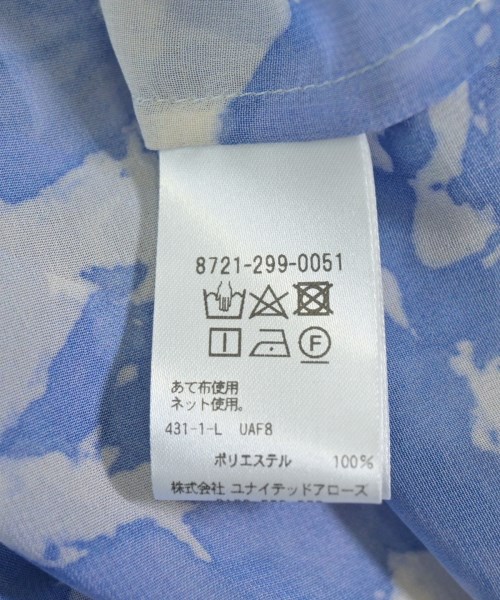 8721-299-0051
F
あて布使用
ネット使用。
431-1-L UAF8
ポリエステル 100%
株式会社 ユナイテッドアローズ